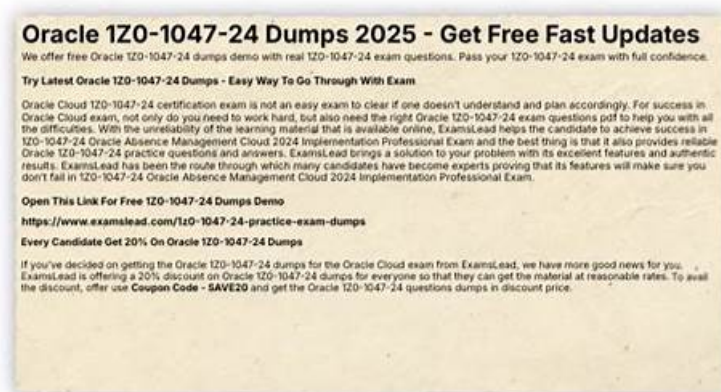 Oracle 1Z0-1047-24 Dumps 2025 - Get Free Fast Updates
We offer free Oracle 1Z0-1047-24 dumps demo with real 1Z0-1047-24 exam questions. Pass your 1Z0-1047-24 exam with full confidence.
Try Latest Oracle 1Z0-1047-24 Dumps - Easy Way To Go Through With Exam
Oracle Cloud 1Z0-1047-24 certification exam is not an easy exam to clear if one doesn't understand and plan accordingly. For success in
Oracle Cloud exam, not only do you need to work hard, but also need the right Oracle 1Z0-1047-24 exam questions pdf to help you with all
the difficulties. With the unreliability of the learning material that is available online, ExamsLead helps the candidate to achieve success in
1Z0-1047-24 Oracle Absence Management Cloud 2024 Implementation Professional Exam and the best thing is that it also provides reliable
Oracle 1Z0-1047-24 practice questions and answers. ExamsLead brings a solution to your problem with its excellent features and authentic
results. ExamsLead has been the route through which many candidates have become experts proving that its features will make sure you
don't fail in 1Z0-1047-24 Oracle Absence Management Cloud 2024 Implementation Professional Exam.
Open This Link For Free 1Z0-1047-24 Dumps Demo
https://www.examslead.com/1z0-1047-24-practice-exam-dumps
Every Candidate Get 20% On Oracle 1Z0-1047-24 Dumps
If you've decided on getting the Oracle 1Z0-1047-24 dumps for the Oracle Cloud exam from ExamsLead, we have more good news for you.
ExamsLead is offering a 20% discount on Oracle 1Z0-1047-24 dumps for everyone so that they can get the material at reasonable rates. To avail
the discount, offer use Coupon Code - SAVE20 and get the Oracle 1Z0-1047-24 questions dumps in discount price.